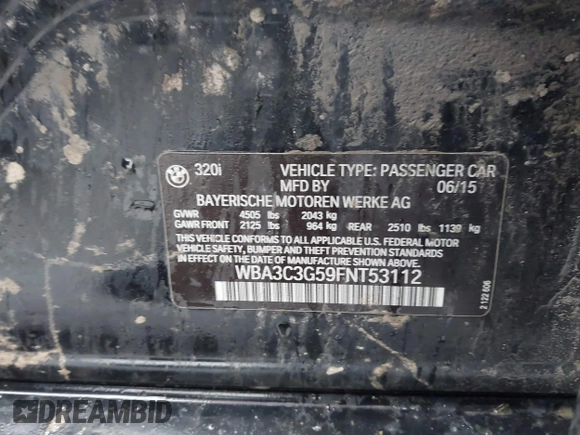 320i VEHICLE TYPE: PASSENGER CAR
MFD BY 06/15
BAYERISCHE MOTOREN WERKE AG
GVWR 4505 lbs 2043 kg
GAWR FRONT 2125 lbs 964 kg REAR 2510 lbs 1139 kg
THIS VEHICLE CONFORMS TO ALL APPLICABLE U.S. FEDERAL MOTOR
VEHICLE SAFETY, BUMPER, AND THEFT PREVENTION STANDARDS
IN EFFECT ON THE DATE OF MANUFACTURE SHOWN ABOVE.
WBA3C3G59FNT53112
2 122 606
DREAMBID